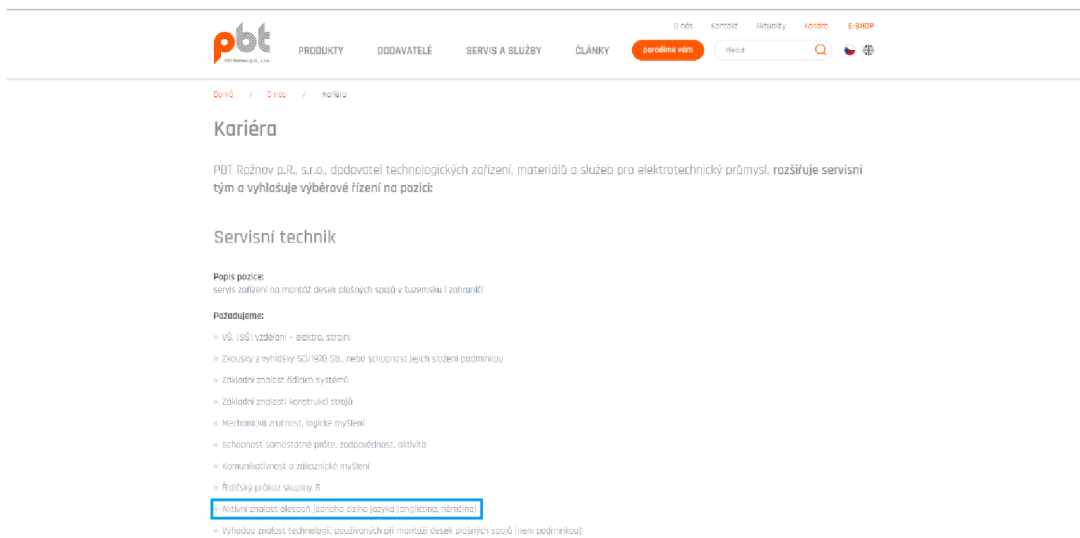 O nás Kontakt Aktuality Kariéra E-SHOP
pbt
PBT Rožnov p.R., s.r.o.
PRODUKTY DODAVATELÉ SERVIS A SLUŽBY ČLÁNKY poradíme vám Hledat
Domů / O nás / Kariéra
Kariéra
PBT Rožnov p.R., s.r.o., dodavatel technologických zařízení, materiálů a služeb pro elektrotechnický průmysl, rozšiřuje servisní
tým a vyhlašuje výběrové řízení na pozici:
Servisní technik
Popis pozice:
servis zařízení na montáž desek plošných spojů v tuzemsku i zahraničí
Požadujeme:
VŠ, (SŠ) vzdělání – elektro, strojní
Zkoušky z vyhlášky 50/1978 Sb., nebo schopnost jejich složení podmínkou
Základní znalost řídicích systémů
Základní znalosti konstrukcí strojů
Mechanická zručnost, logické myšlení
Schopnost samostatné práce, zodpovědnost, aktivita
Komunikativnost a zákaznické myšlení
Řidičský průkaz skupiny B
Aktivní znalost alespoň jednoho cizího jazyka (angličtina, němčina)
Výhodou znalost technologií, používaných při montáži desek plošných spojů (není podmínkou)